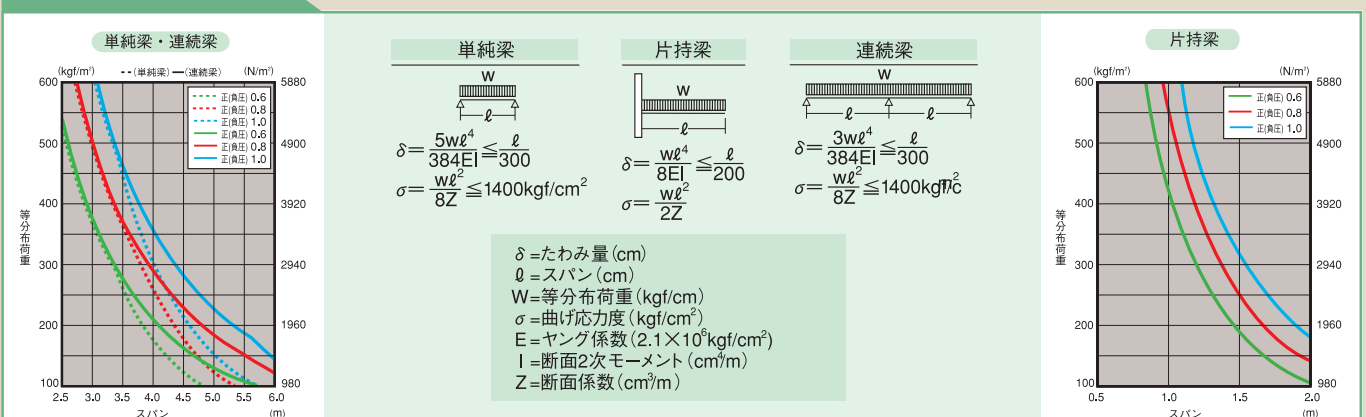 単純梁・連続梁
(kgf/m²) --(単純梁) —(連続梁) (N/m²)
600
500
400
300
200
100
5880
4900
3920
2940
1960
980
正(負圧) 0.6
正(負圧) 0.8
正(負圧) 1.0
正(負圧) 0.6
正(負圧) 0.8
正(負圧) 1.0
等分布荷重
2.5 3.0 3.5 4.0 4.5 5.0 5.5 6.0
スパン (m)
単純梁
W
ℓ
δ=5wℓ⁴/384EI≦ℓ/300
σ=wℓ²/8Z≦1400kgf/cm²
片持梁
W
ℓ
δ=wℓ⁴/8EI≦ℓ/200
σ=wℓ²/2Z
連続梁
W
ℓ ℓ
δ=3wℓ⁴/384EI≦ℓ/300
σ=wℓ²/8Z≦1400kgf/c
δ=たわみ量(cm)
ℓ=スパン(cm)
W=等分布荷重(kgf/cm)
σ=曲げ応力度(kgf/cm²)
E=ヤング係数(2.1×10⁶kgf/cm²)
I=断面2次モーメント(cm⁴/m)
Z=断面係数(cm³/m)
片持梁
(kgf/m²) (N/m²)
600
500
400
300
200
100
5880
4900
3920
2940
1960
980
正(負圧) 0.6
正(負圧) 0.8
正(負圧) 1.0
等分布荷重
0.5 1.0 1.5 2.0
スパン (m)